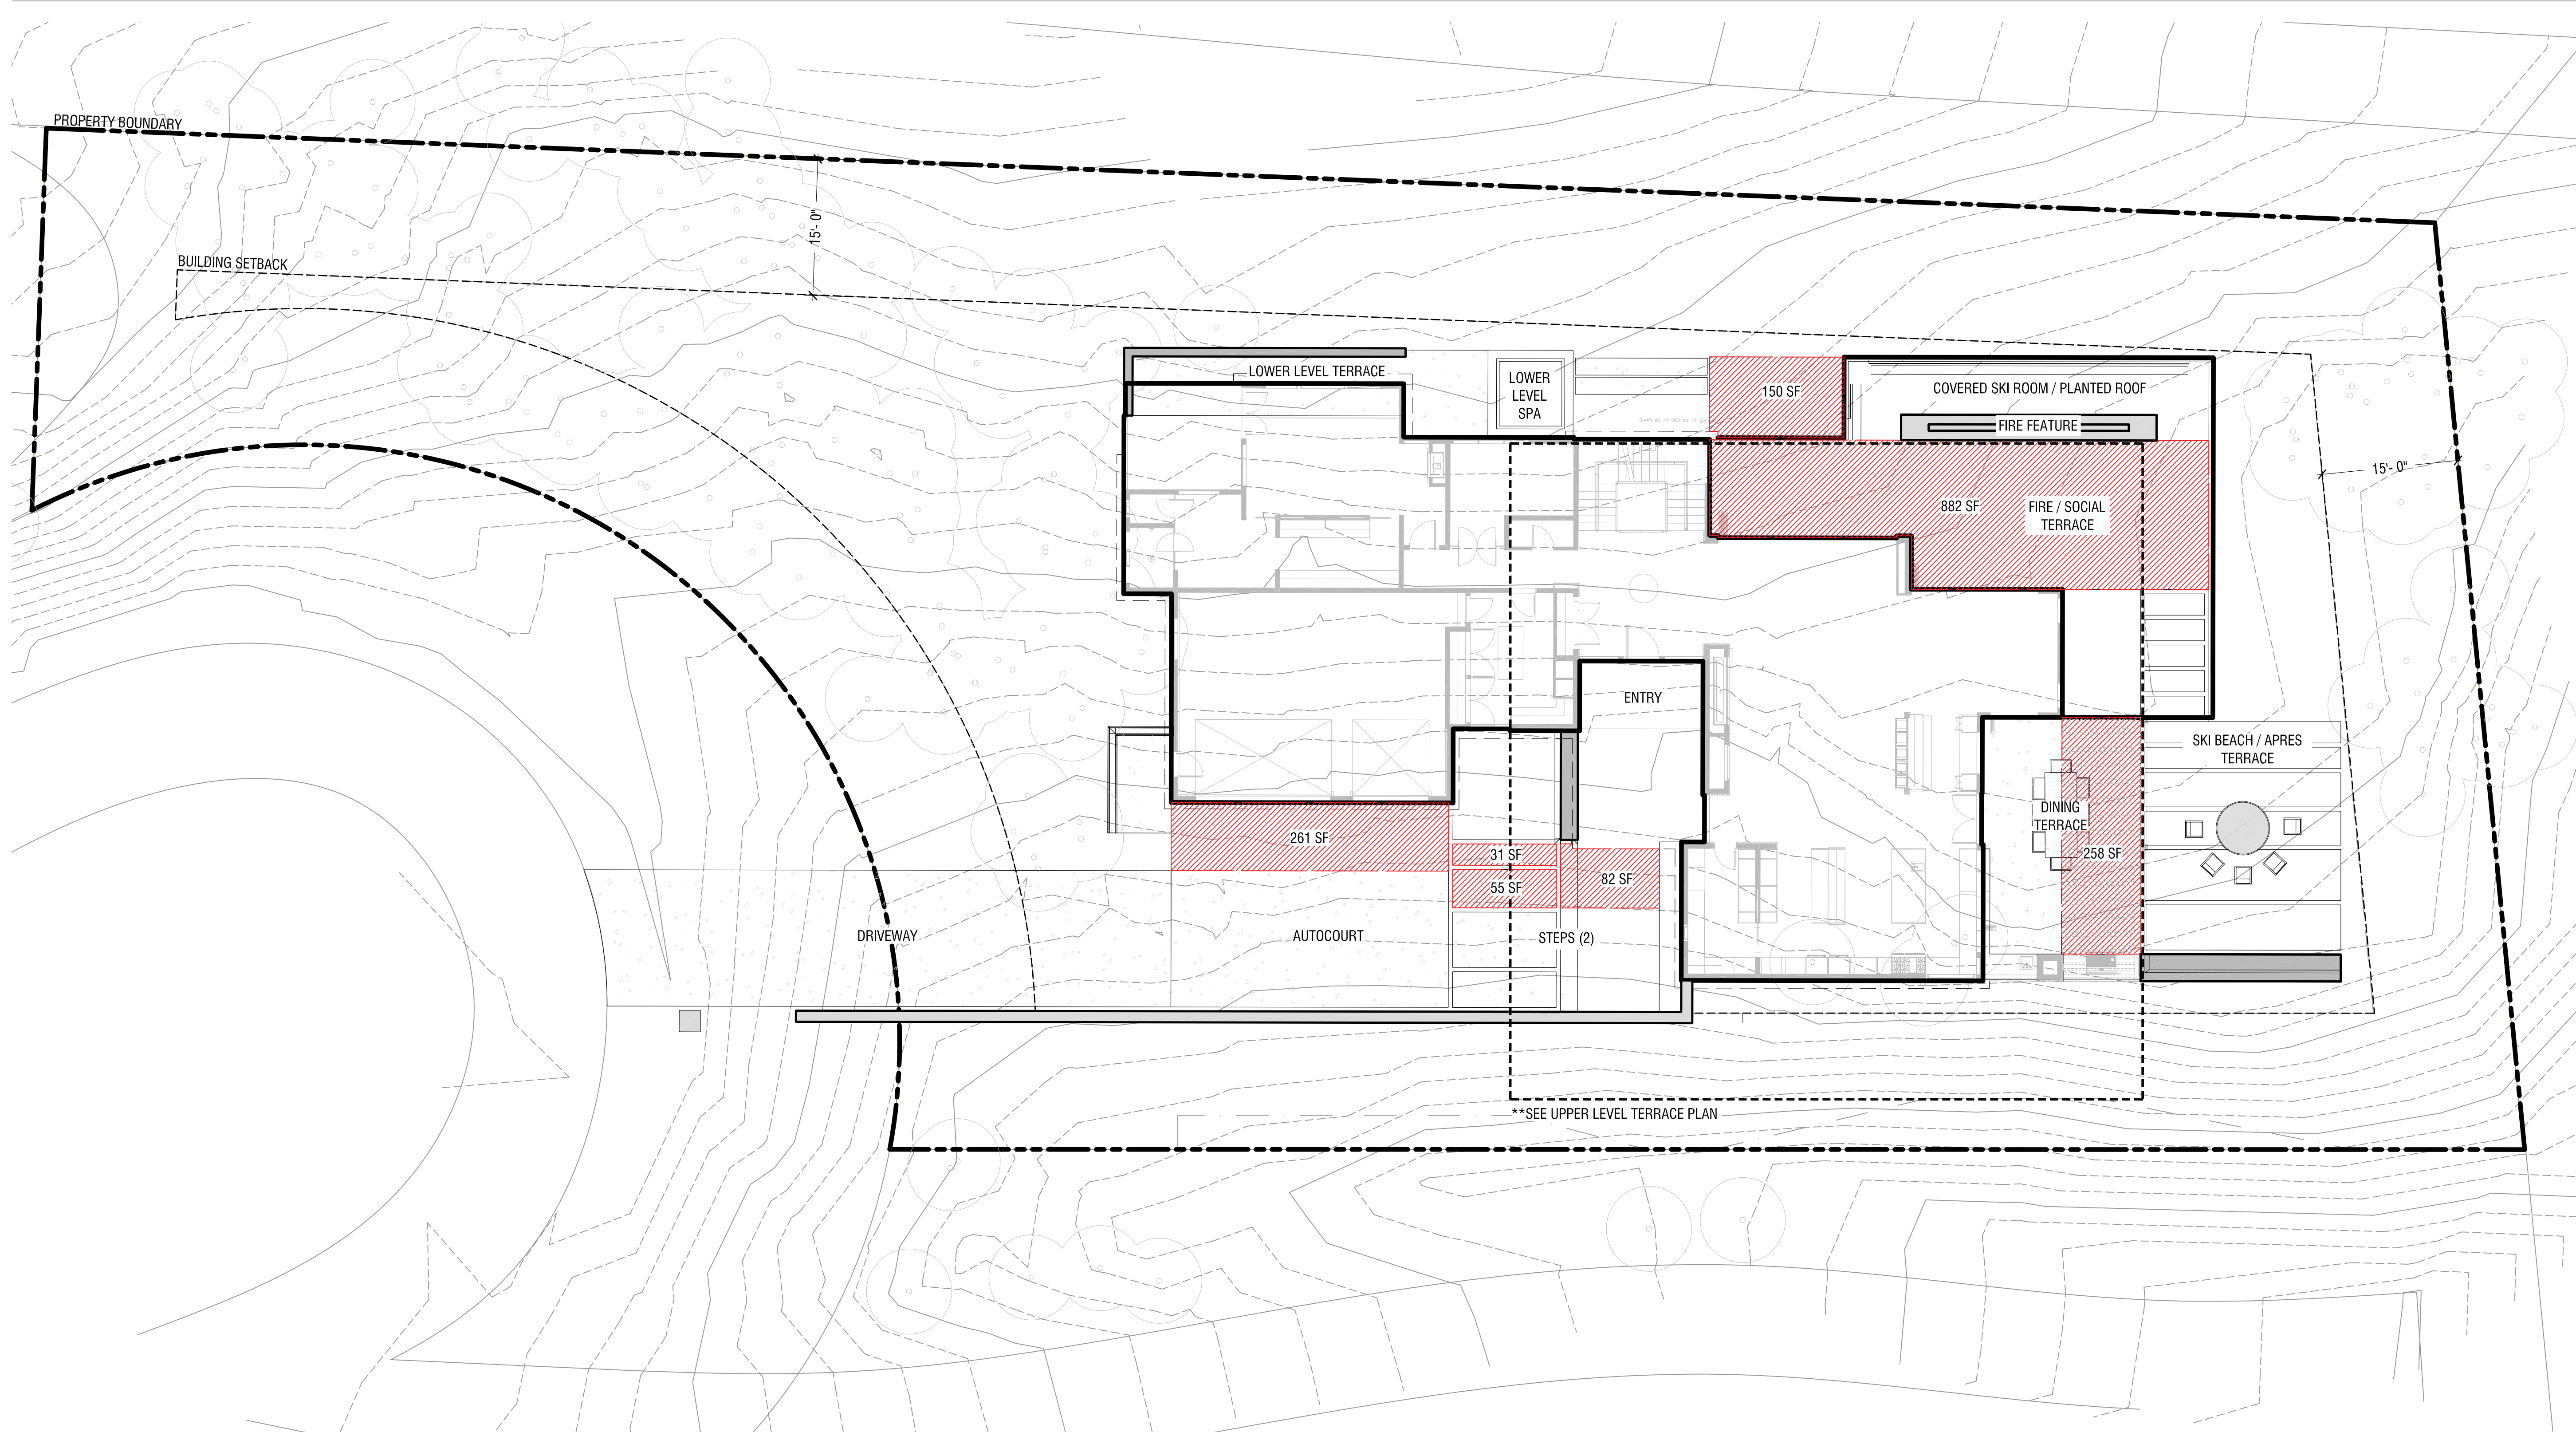 PROPERTY BOUNDARY
15'- 0"
BUILDING SETBACK
LOWER LEVEL TERRACE
LOWER
LEVEL
SPA
150 SF
COVERED SKI ROOM / PLANTED ROOF
FIRE FEATURE
15'- 0"
882 SF
FIRE / SOCIAL
TERRACE
ENTRY
SKI BEACH / APRES
TERRACE
DINING
TERRACE
261 SF
31 SF
258 SF
82 SF
55 SF
DRIVEWAY
AUTOCOURT
STEPS (2)
**SEE UPPER LEVEL TERRACE PLAN